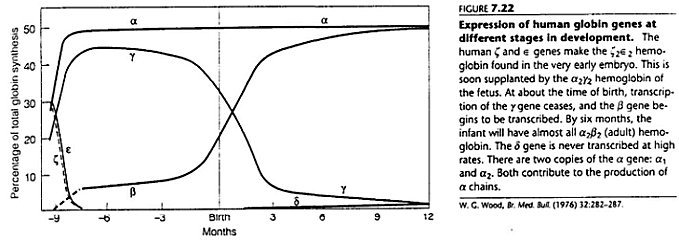 α α
50
γ
40
30
20
ε
ζ
10
β γ
δ
−9 −6 −3 Birth 3 6 9 12
Months
Percentage of total globin synthesis
FIGURE 7.22
Expression of human globin genes at
different stages in development. The
human ζ and ε genes make the ζ₂ε₂ hemo-
globin found in the very early embryo. This is
soon supplanted by the α₂γ₂ hemoglobin of
the fetus. At about the time of birth, transcrip-
tion of the γ gene ceases, and the β gene be-
gins to be transcribed. By six months, the
infant will have almost all α₂β₂ (adult) hemo-
globin. The δ gene is never transcribed at high
rates. There are two copies of the α gene: α₁
and α₂. Both contribute to the production of
α chains.
W. G. Wood, Br. Med. Bull. (1976) 32:282–287.